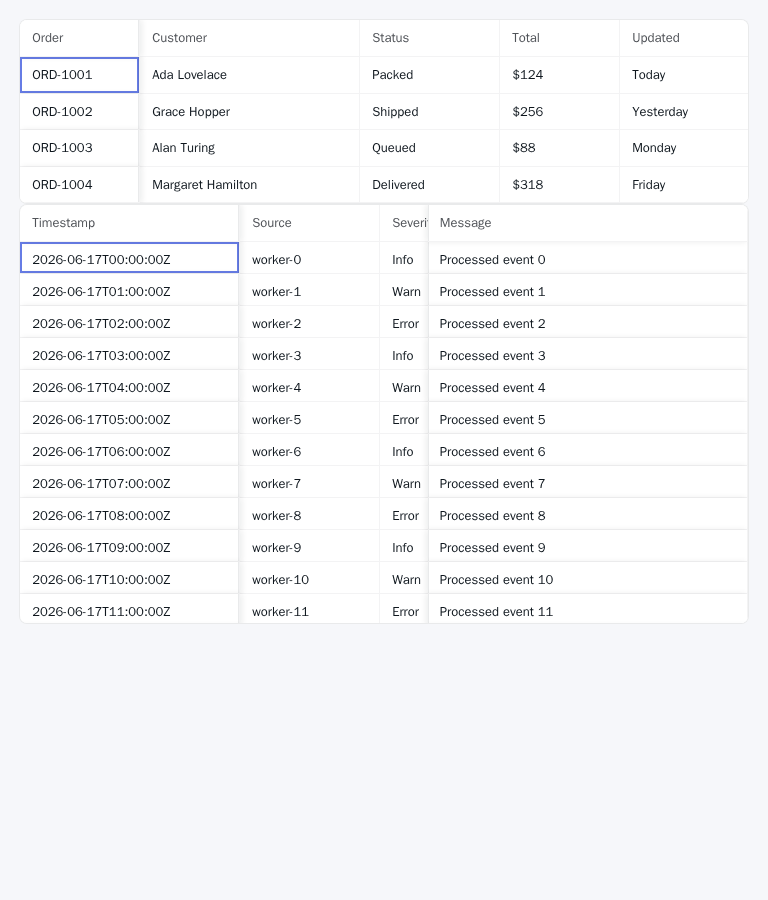 Order Customer Status Total Updated
ORD-1001 Ada Lovelace Packed $124 Today
ORD-1002 Grace Hopper Shipped $256 Yesterday
ORD-1003 Alan Turing Queued $88 Monday
ORD-1004 Margaret Hamilton Delivered $318 Friday
Timestamp Source Severi Message
2026-06-17T00:00:00Z worker-0 Info Processed event 0
2026-06-17T01:00:00Z worker-1 Warn Processed event 1
2026-06-17T02:00:00Z worker-2 Error Processed event 2
2026-06-17T03:00:00Z worker-3 Info Processed event 3
2026-06-17T04:00:00Z worker-4 Warn Processed event 4
2026-06-17T05:00:00Z worker-5 Error Processed event 5
2026-06-17T06:00:00Z worker-6 Info Processed event 6
2026-06-17T07:00:00Z worker-7 Warn Processed event 7
2026-06-17T08:00:00Z worker-8 Error Processed event 8
2026-06-17T09:00:00Z worker-9 Info Processed event 9
2026-06-17T10:00:00Z worker-10 Warn Processed event 10
2026-06-17T11:00:00Z worker-11 Error Processed event 11